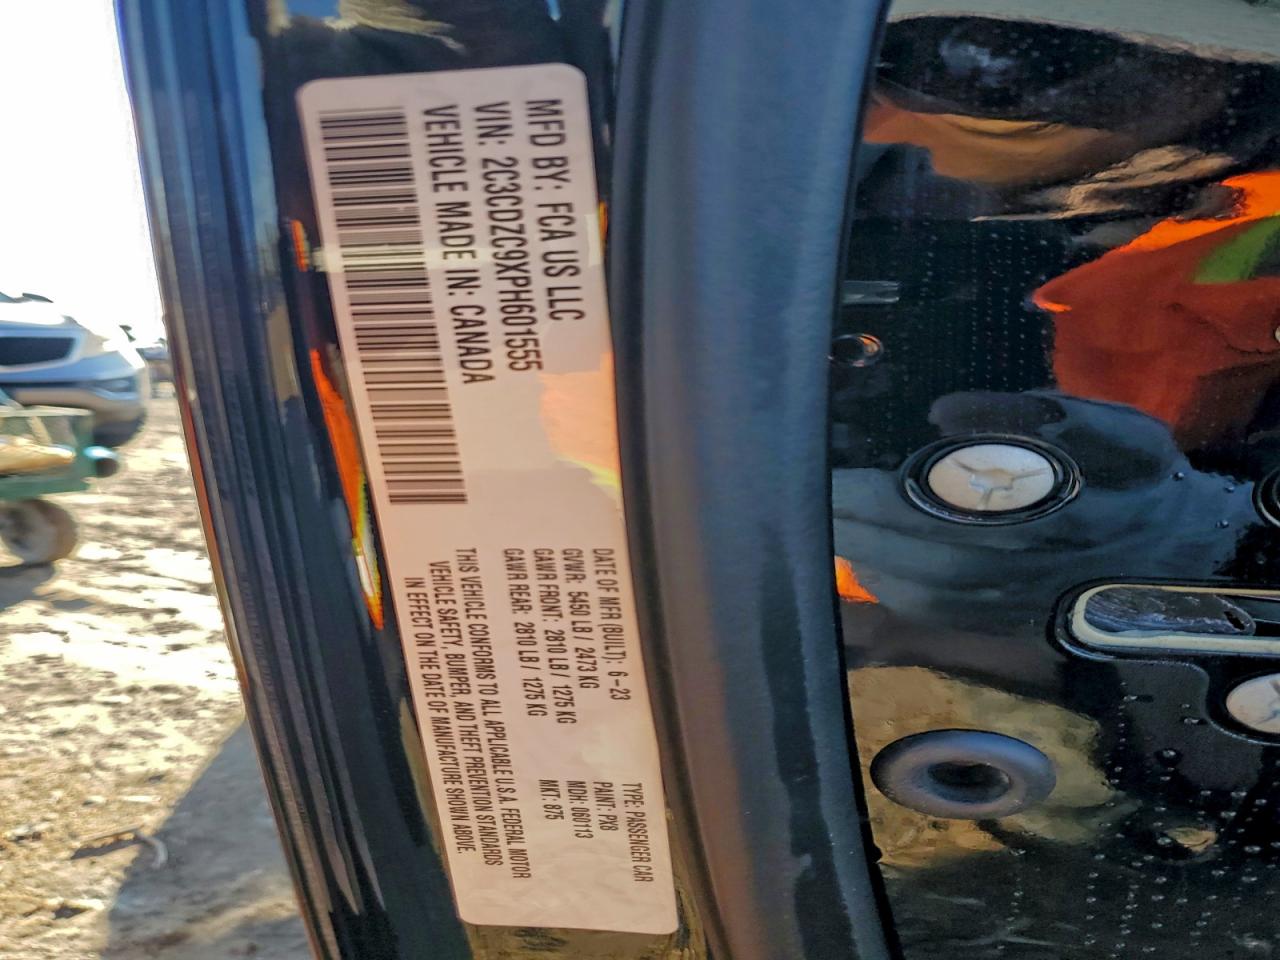 MFD BY: FCA US LLC
VIN: 2C3CDZC9XPH601555
VEHICLE MADE IN: CANADA
DATE OF MFR (BUILT): 6-23
GVWR: 5450 LB / 2473 KG
GAWR FRONT: 2810 LB / 1275 KG
GAWR REAR: 2810 LB / 1275 KG
TYPE: PASSENGER CAR
PAINT: PX8
MDH: 060113
MKT: 875
THIS VEHICLE CONFORMS TO ALL APPLICABLE U.S.A. FEDERAL MOTOR
VEHICLE SAFETY, BUMPER, AND THEFT PREVENTION STANDARDS
IN EFFECT ON THE DATE OF MANUFACTURE SHOWN ABOVE.